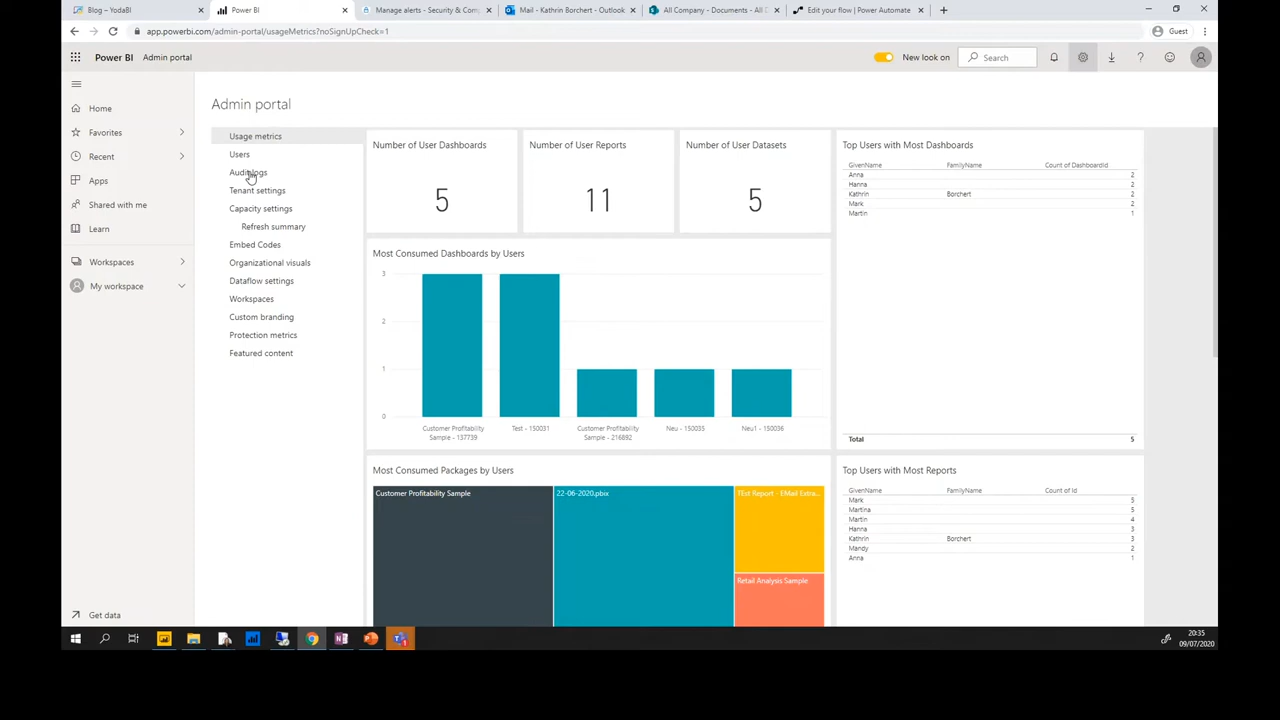 Blog – YodaBI
Power BI
Manage alerts - Security & Com
Mail - Kathrin Borchert - Outlook
All Company - Documents - All D
Edit your flow | Power Automate
app.powerbi.com/admin-portal/usageMetrics?noSignUpCheck=1
Guest
Power BI
Admin portal
New look on
Search
Home
Favorites
Recent
Apps
Shared with me
Learn
Workspaces
My workspace
Get data
Admin portal
Usage metrics
Users
Audit logs
Tenant settings
Capacity settings
Refresh summary
Embed Codes
Organizational visuals
Dataflow settings
Workspaces
Custom branding
Protection metrics
Featured content
Number of User Dashboards
5
Number of User Reports
11
Number of User Datasets
5
Most Consumed Dashboards by Users
3
2
1
0
Customer Profitability
Sample - 137739
Test - 150031
Customer Profitability
Sample - 216892
Neu - 150035
Neu1 - 150036
Most Consumed Packages by Users
Customer Profitability Sample
22-06-2020.pbix
TEst Report - EMail Extra...
Retail Analysis Sample
Top Users with Most Dashboards
GivenName FamilyName Count of DashboardId
Anna 2
Hanna 2
Kathrin Borchert 2
Mark 2
Martin 1
Total 5
Top Users with Most Reports
GivenName FamilyName Count of Id
Mark 5
Martina 5
Martin 4
Hanna 3
Kathrin Borchert 3
Mandy 2
Anna 1
20:35
09/07/2020